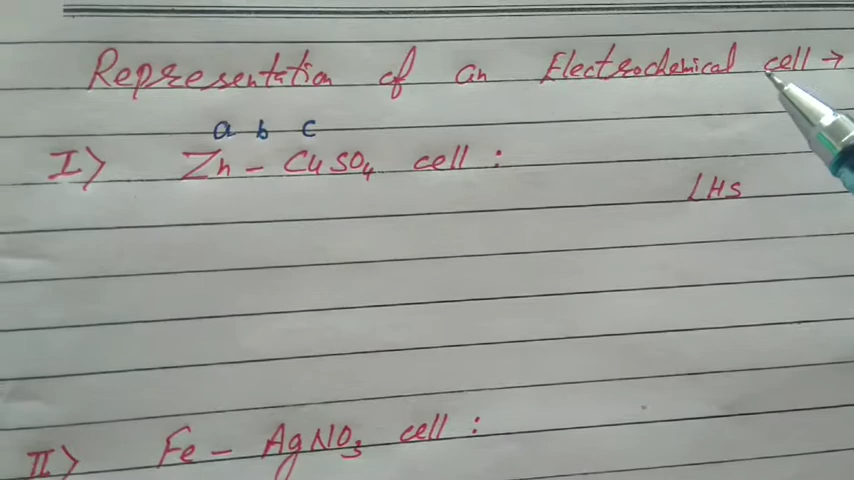 Representation of an Electrochemical cell →
a b c
I> Zn - CuSO₄ cell :
LHS
II> Fe - AgNO₃ cell :